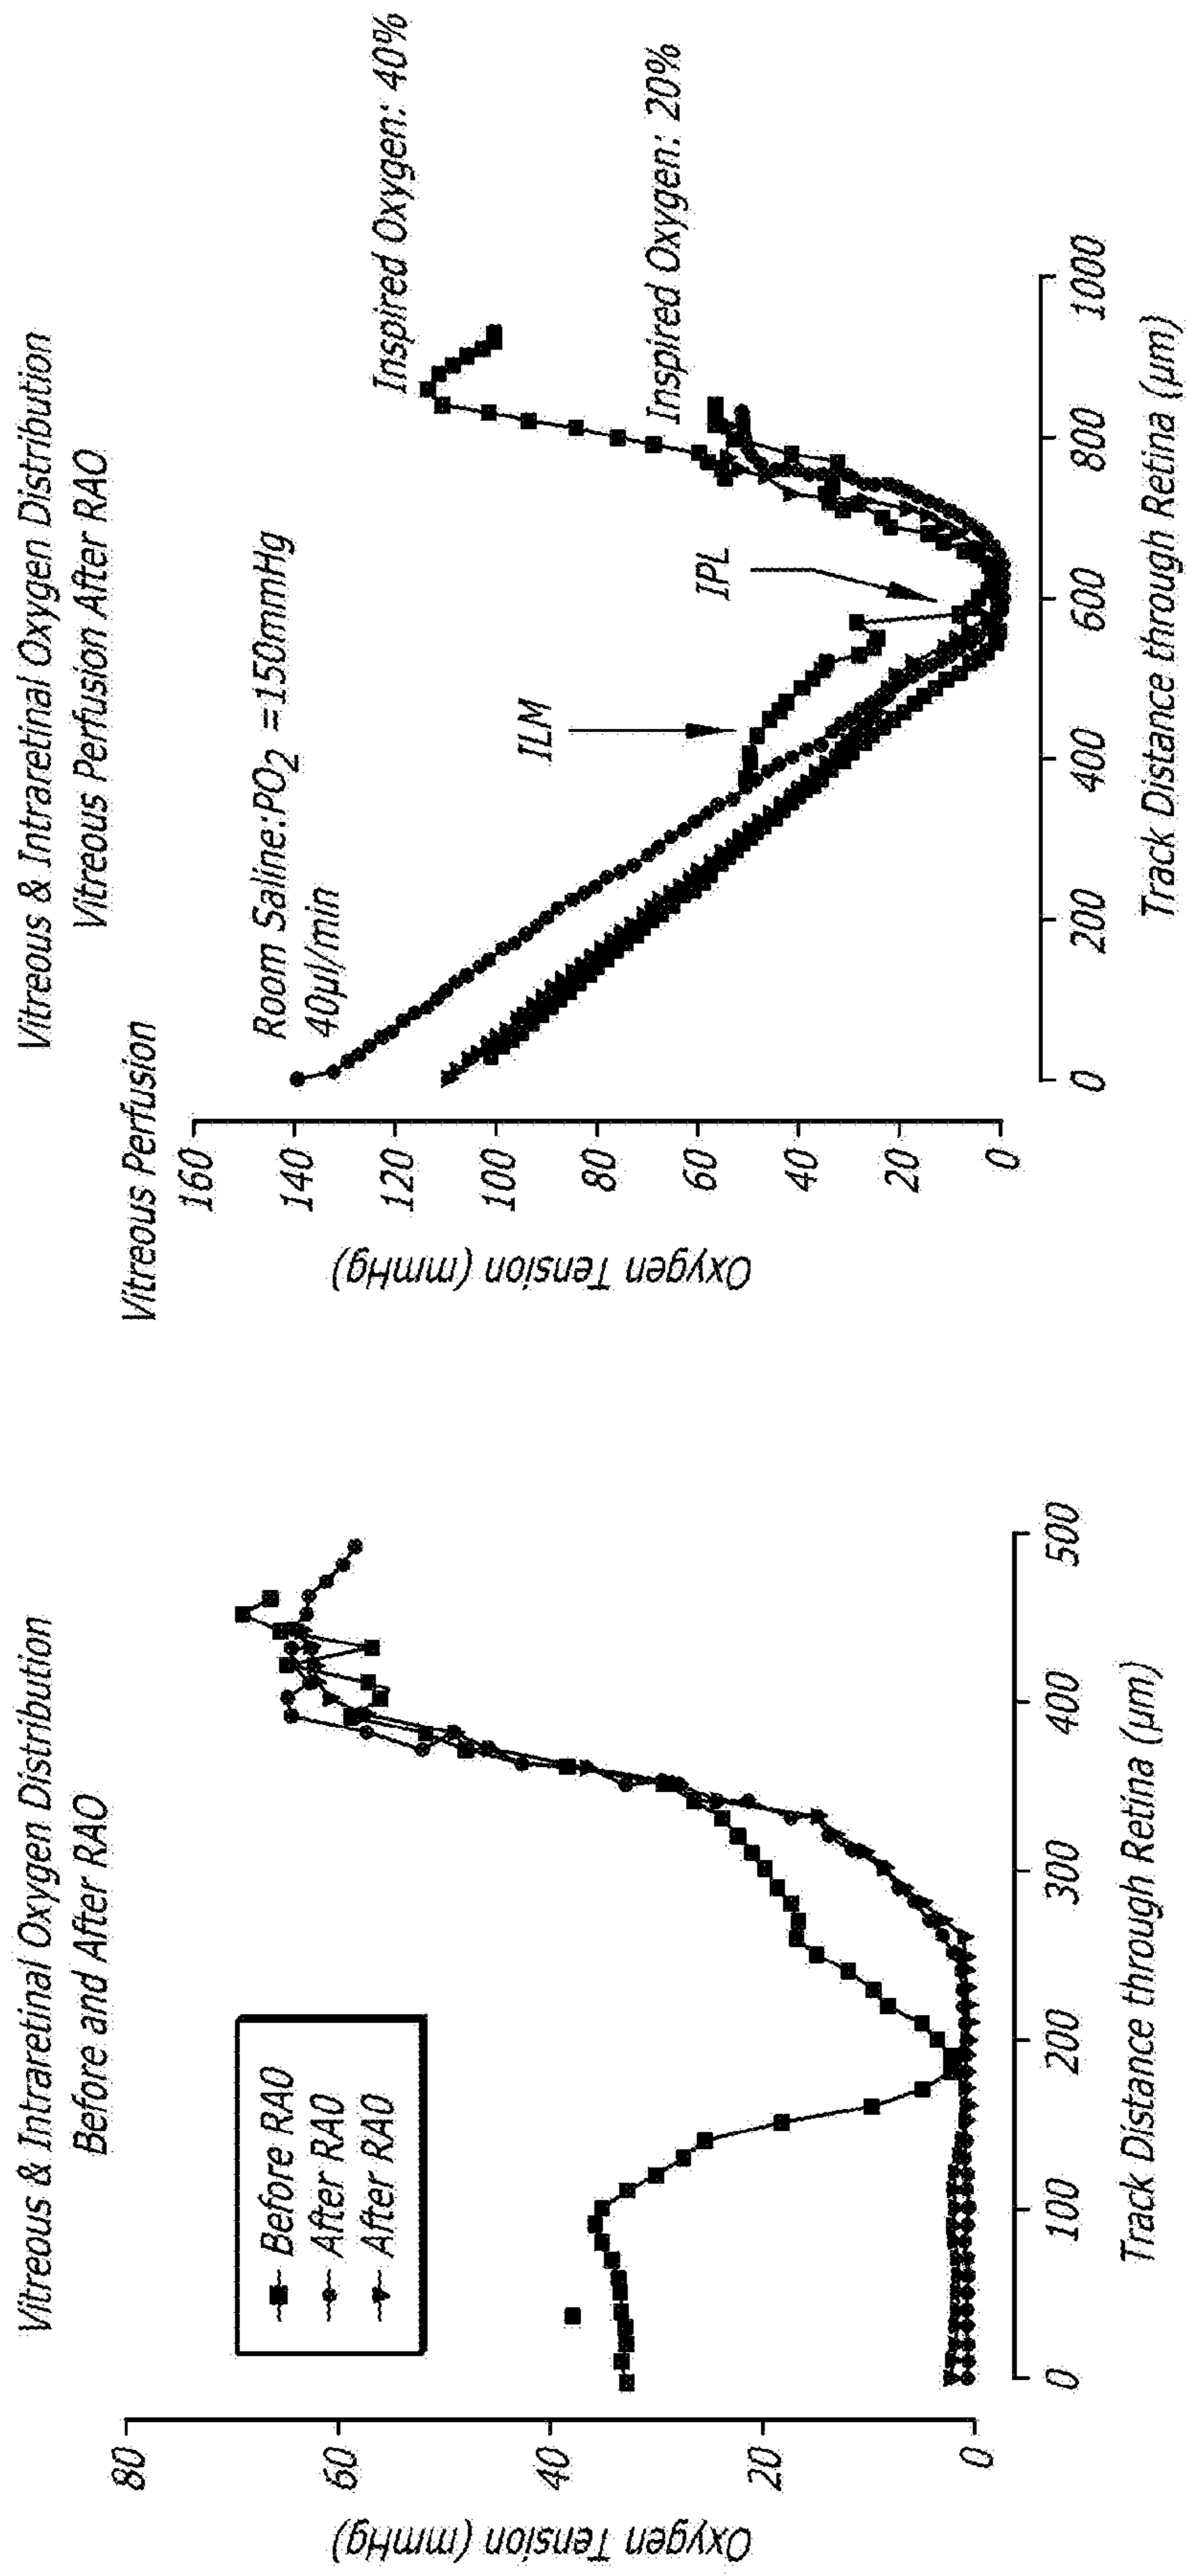 Vitreous & Intraretinal Oxygen Distribution
Before and After RAO
Before RAO
After RAO
After RAO
80
60
40
20
0
Oxygen Tension (mmHg)
0
100
200
300
400
500
Track Distance through Retina (µm)
Vitreous & Intraretinal Oxygen Distribution
Vitreous Perfusion After RAO
Vitreous Perfusion
Room Saline:PO2 =150mmHg
40µl/min
Inspired Oxygen: 40%
Inspired Oxygen: 20%
ILM
IPL
160
140
120
100
80
60
40
20
0
Oxygen Tension (mmHg)
0
200
400
600
800
1000
Track Distance through Retina (µm)